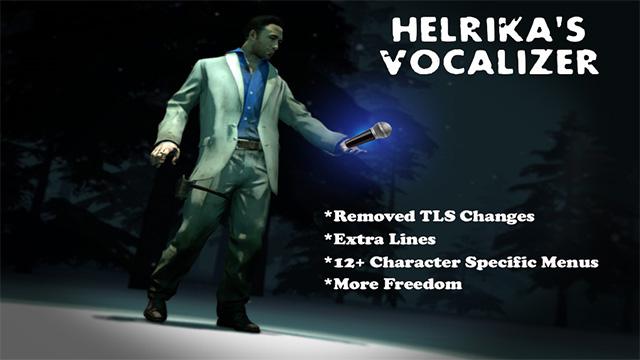 HELRIKA'S
VOCALIZER
*Removed TLS Changes
*Extra Lines
*12+ Character Specific Menus
*More Freedom